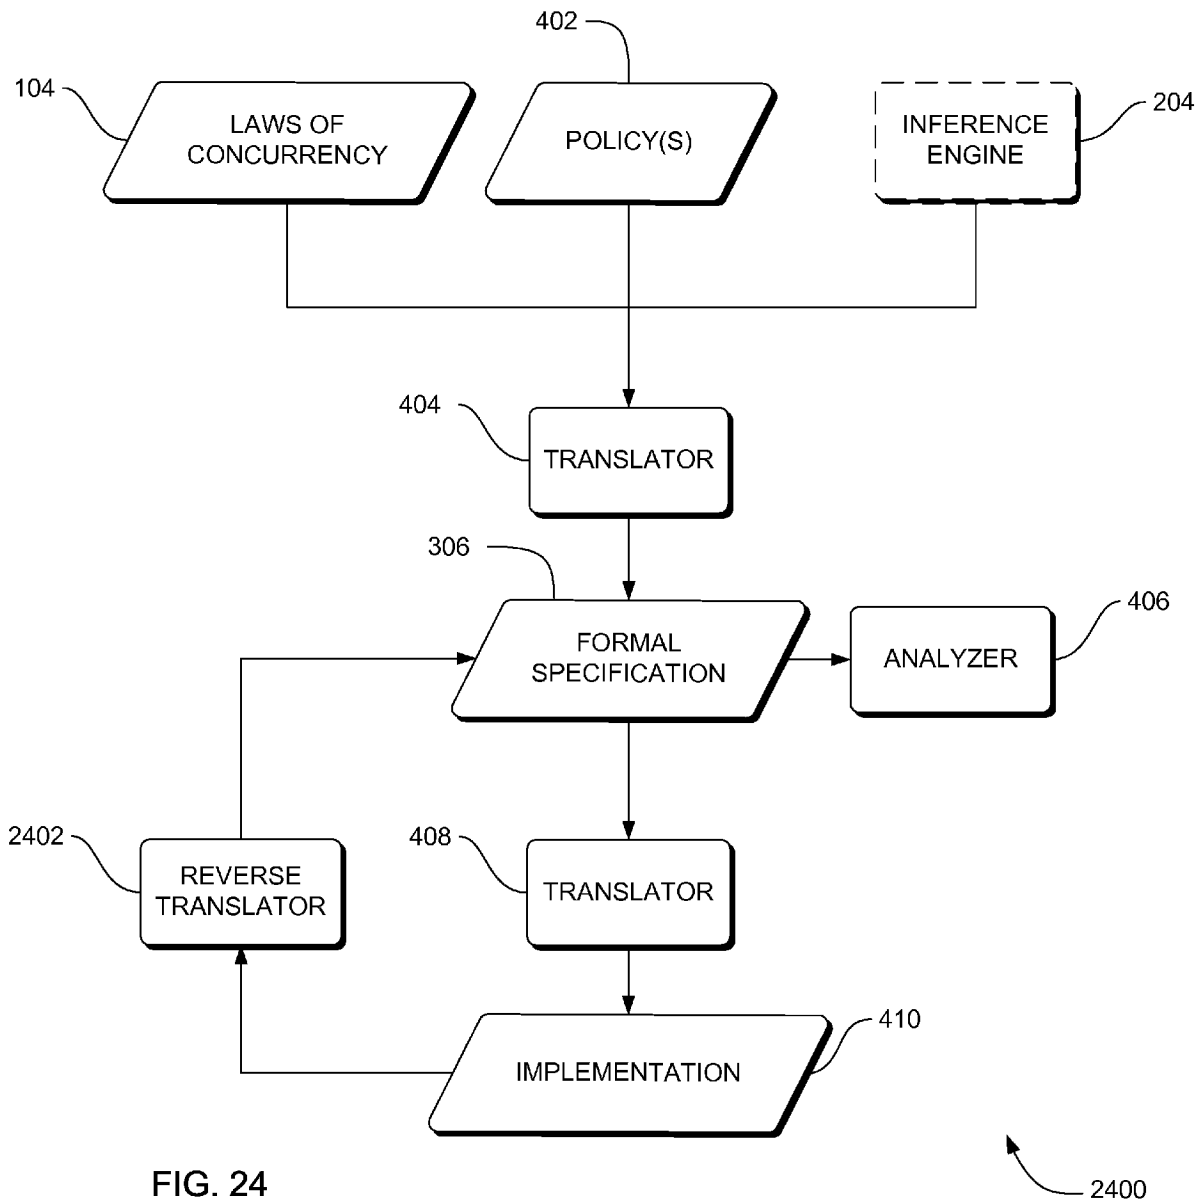 402
104
204
LAWS OF
CONCURRENCY
POLICY(S)
INFERENCE
ENGINE
404
TRANSLATOR
306
FORMAL
SPECIFICATION
406
ANALYZER
2402
REVERSE
TRANSLATOR
408
TRANSLATOR
410
IMPLEMENTATION
FIG. 24
2400